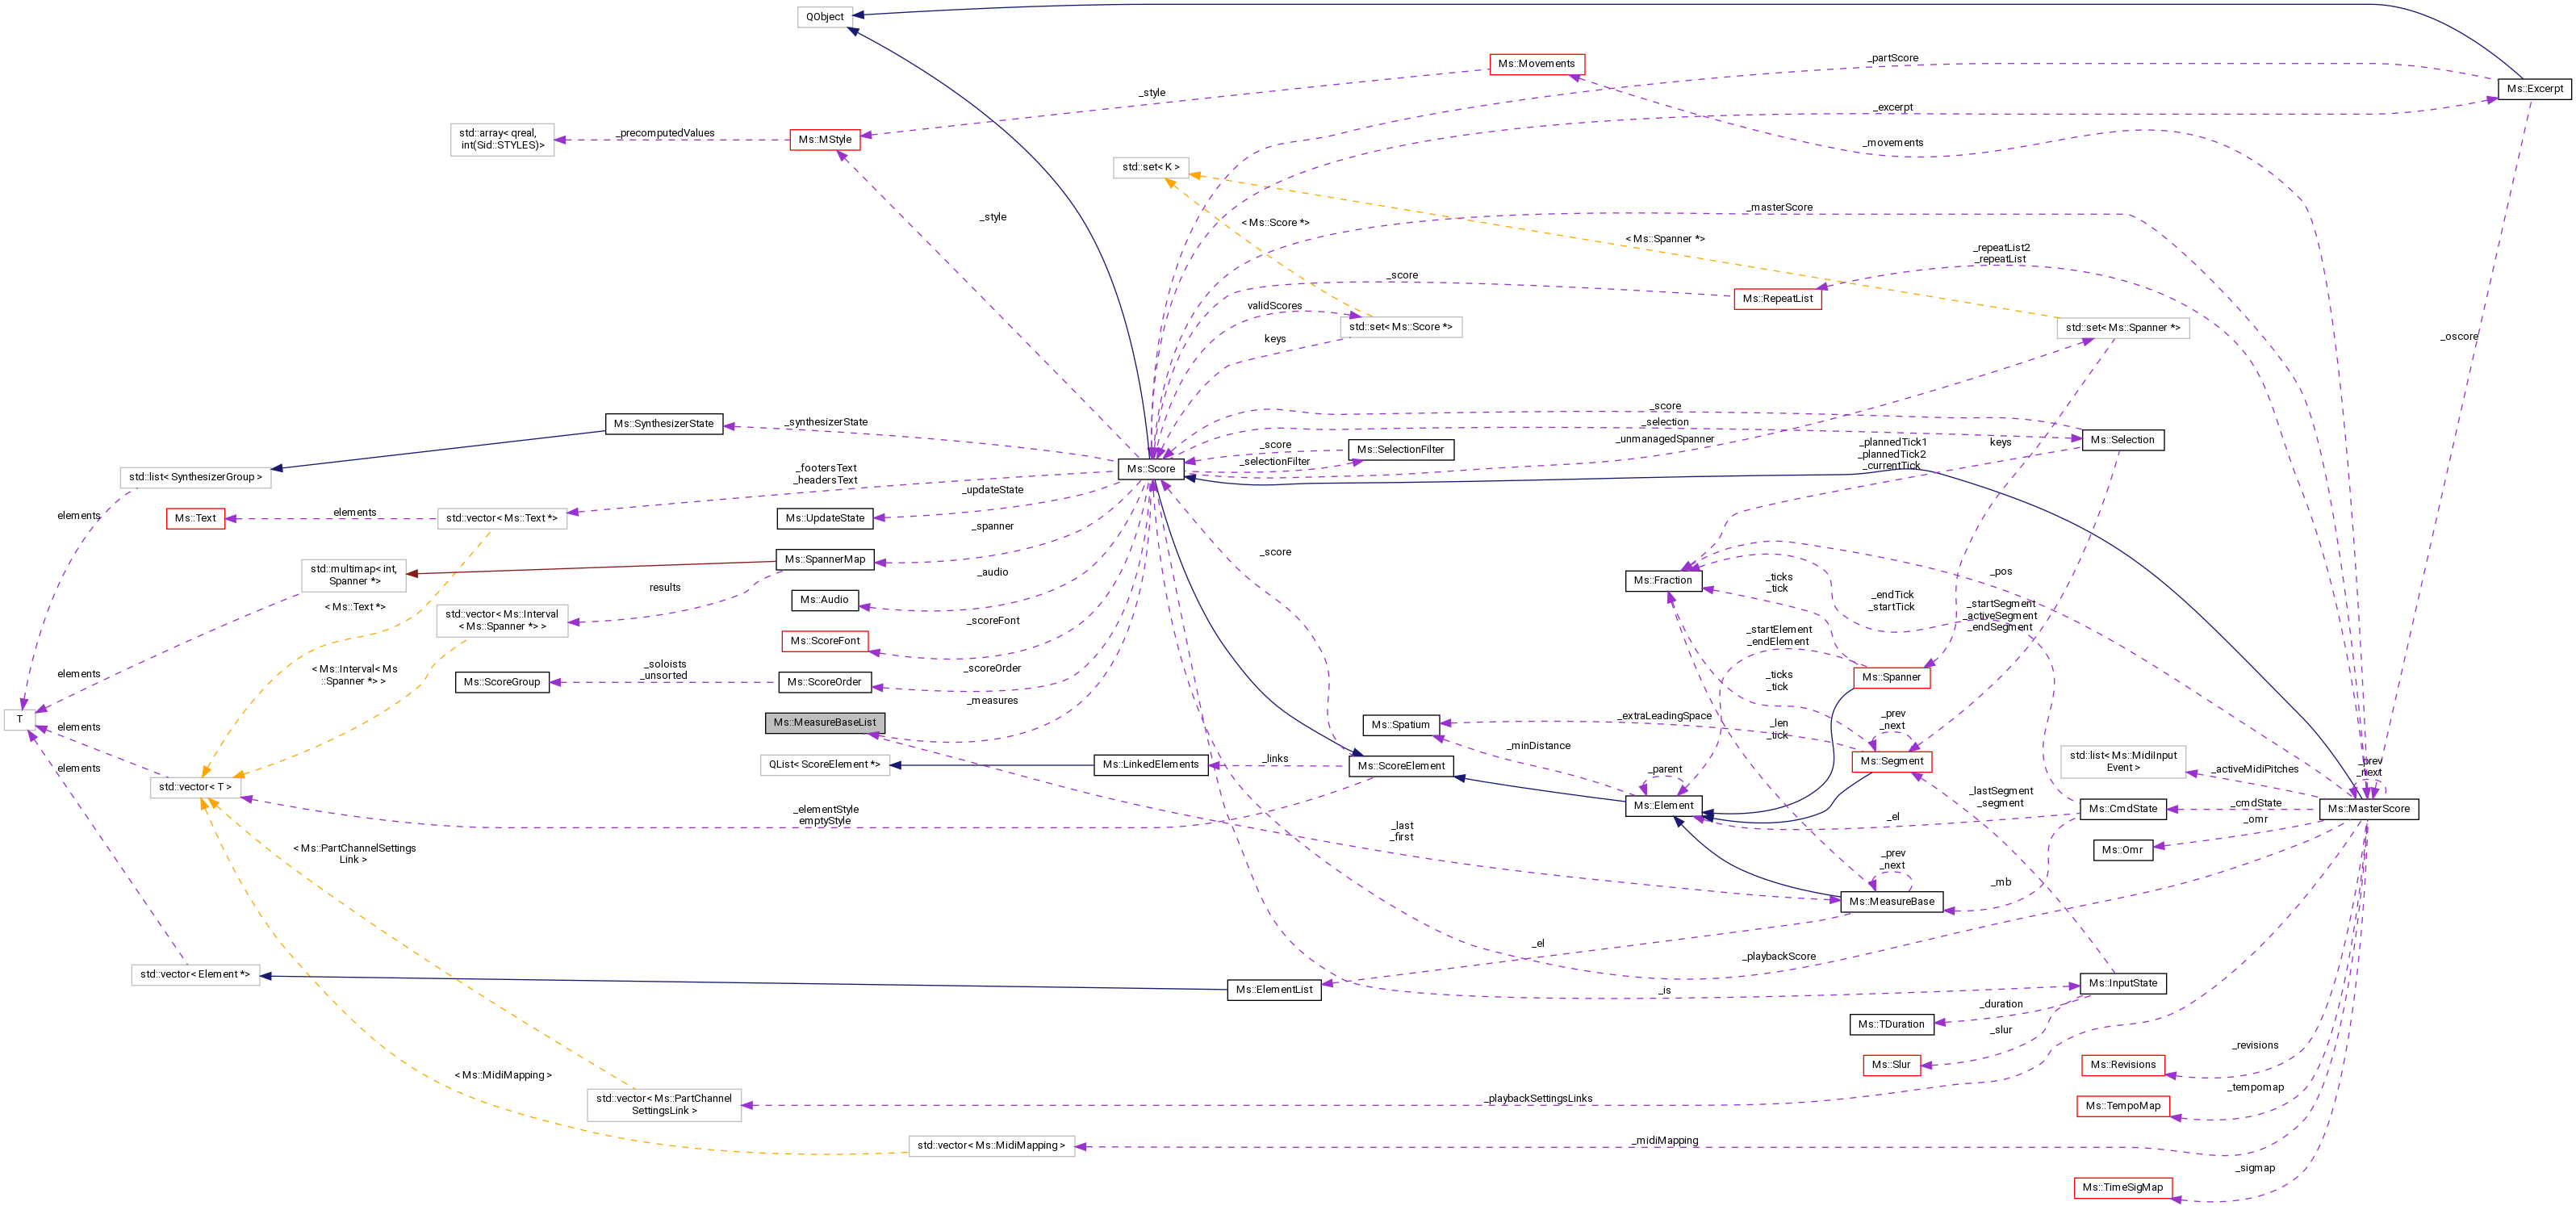 QObject
Ms::Movements
_partScore
Ms::Excerpt
_style
_excerpt
std::array< qreal,
int(Sid::STYLES)>
_precomputedValues
Ms::MStyle
_movements
std::set< K >
_style
_masterScore
< Ms::Score *>
< Ms::Spanner *>
_repeatList2
_repeatList
_score
Ms::RepeatList
validScores
std::set< Ms::Score *>
std::set< Ms::Spanner *>
keys
_oscore
Ms::SynthesizerState
_synthesizerState
_score
_selection
_unmanagedSpanner
Ms::Selection
_score
Ms::SelectionFilter
_selectionFilter
keys
_plannedTick1
_plannedTick2
_currentTick
Ms::Score
std::list< SynthesizerGroup >
_footersText
_headersText
_updateState
elements
Ms::Text
elements
std::vector< Ms::Text *>
Ms::UpdateState
_spanner
_score
Ms::SpannerMap
std::multimap< int,
Spanner *>
_audio
Ms::Fraction
_ticks
_tick
_pos
results
_endTick
_startTick
Ms::Audio
< Ms::Text *>
std::vector< Ms::Interval
< Ms::Spanner *> >
_startSegment
_activeSegment
_endSegment
_scoreFont
Ms::ScoreFont
_startElement
_endElement
elements
< Ms::Interval< Ms
::Spanner *> >
_soloists
_unsorted
_scoreOrder
Ms::ScoreGroup
Ms::ScoreOrder
_ticks
_tick
Ms::Spanner
_measures
T
elements
Ms::MeasureBaseList
Ms::Spatium
_extraLeadingSpace
_len
_tick
_prev
_next
_minDistance
elements
std::vector< T >
QList< ScoreElement *>
Ms::LinkedElements
_links
Ms::ScoreElement
_parent
Ms::Segment
std::list< Ms::MidiInput
Event >
_activeMidiPitches
_prev
_next
_elementStyle
emptyStyle
Ms::Element
_lastSegment
_segment
Ms::CmdState
_cmdState
Ms::MasterScore
_el
_omr
_last
_first
< Ms::PartChannelSettings
Link >
_prev
_next
Ms::Omr
_mb
Ms::MeasureBase
_el
_playbackScore
std::vector< Element *>
Ms::ElementList
_is
Ms::InputState
_duration
Ms::TDuration
_slur
_revisions
Ms::Slur
Ms::Revisions
< Ms::MidiMapping >
_tempomap
std::vector< Ms::PartChannel
SettingsLink >
_playbackSettingsLinks
Ms::TempoMap
std::vector< Ms::MidiMapping >
_midiMapping
_sigmap
Ms::TimeSigMap